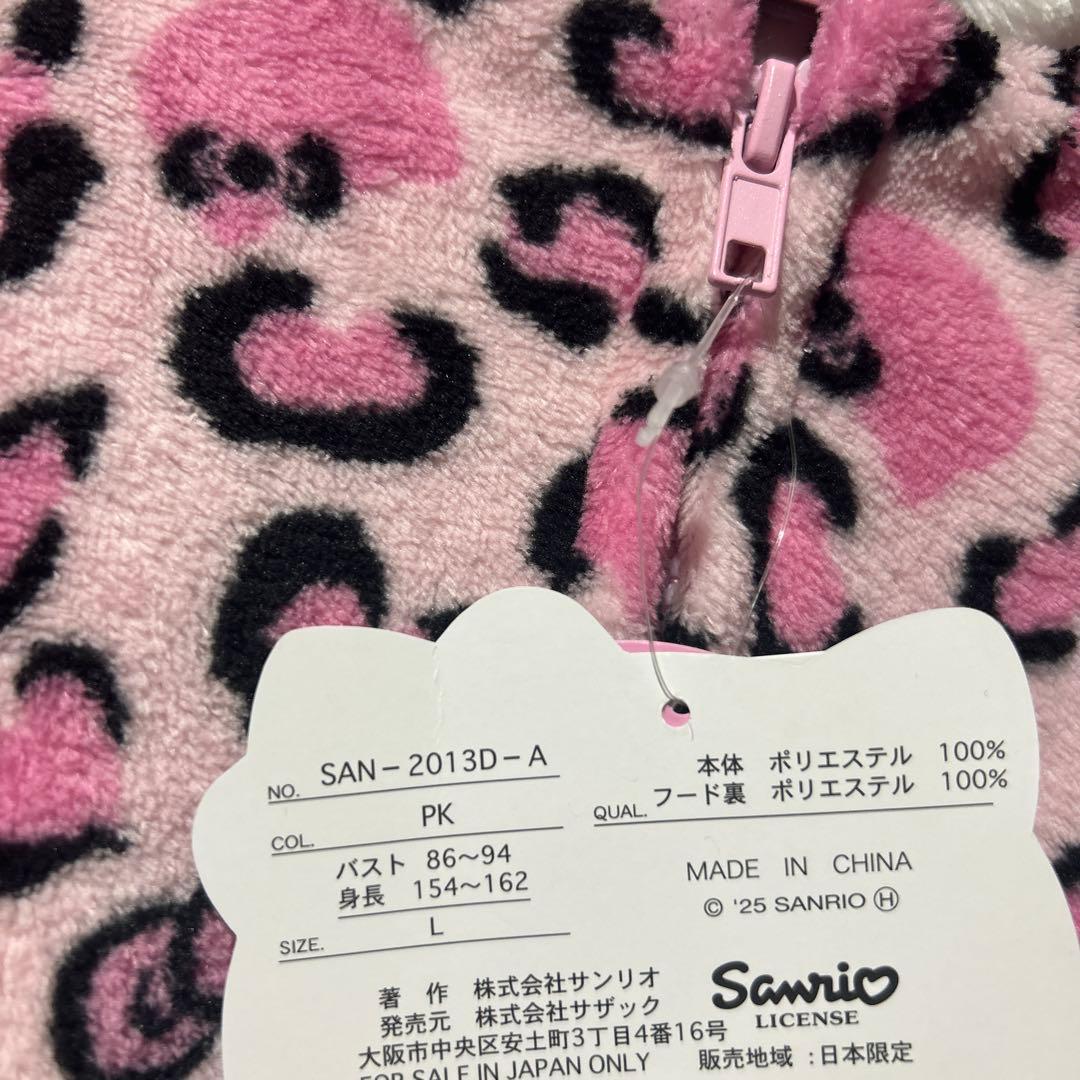 NO. SAN-2013D-A
COL. PK
バスト 86〜94
身長 154〜162
SIZE. L
本体 ポリエステル 100%
QUAL. フード裏 ポリエステル 100%
MADE IN CHINA
© '25 SANRIO Ⓗ
著 作 株式会社サンリオ
発売元 株式会社サザック
大阪市中央区安土町3丁目4番16号
FOR SALE IN JAPAN ONLY
Sanrio
LICENSE
販売地域 :日本限定